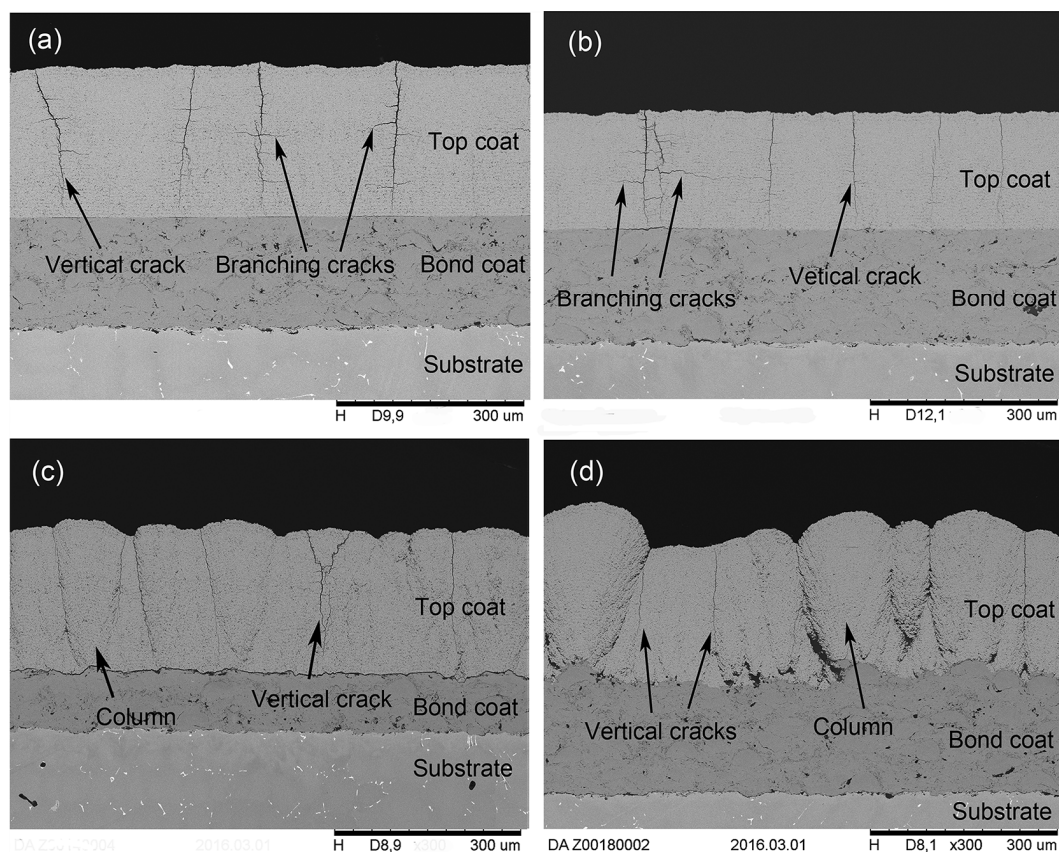 (a)
Top coat
Vertical crack
Branching cracks
Bond coat
Substrate
H D9,9 300 um
(b)
Top coat
Branching cracks
Vetical crack
Bond coat
Substrate
H D12,1 300 um
(c)
Top coat
Column
Vertical crack
Bond coat
Substrate
2016.03.01 H D8,9 x300 300 um
(d)
Top coat
Vertical cracks
Column
Bond coat
Substrate
DA Z00180002 2016.03.01 H D8,1 x300 300 um